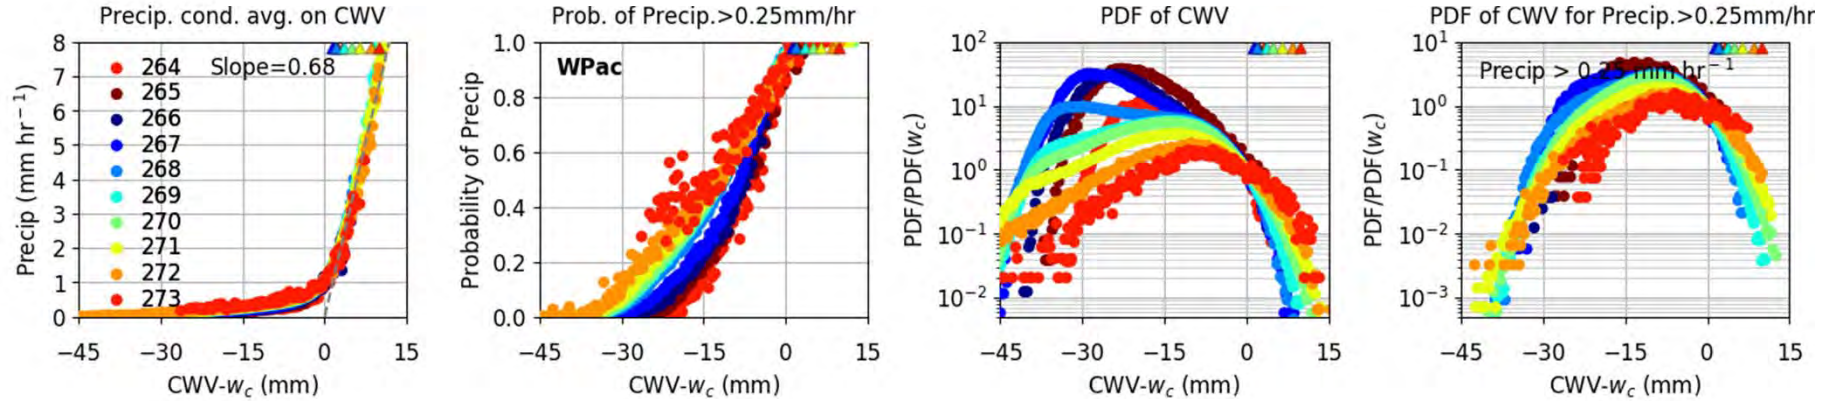 Precip. cond. avg. on CWV
8
7
6
5
4
3
2
1
0
Precip (mm hr⁻¹)
264
265
266
267
268
269
270
271
272
273
Slope=0.68
−45 −30 −15 0 15
CWV-w_c (mm)
Prob. of Precip.>0.25mm/hr
1.0
0.8
0.6
0.4
0.2
0.0
Probability of Precip
WPac
−45 −30 −15 0 15
CWV-w_c (mm)
PDF of CWV
10²
10¹
10⁰
10⁻¹
10⁻²
PDF/PDF(w_c)
−45 −30 −15 0 15
CWV-w_c (mm)
PDF of CWV for Precip.>0.25mm/hr
10¹
10⁰
10⁻¹
10⁻²
10⁻³
PDF/PDF(w_c)
Precip > 0.25 mm hr⁻¹
−45 −30 −15 0 15
CWV-w_c (mm)